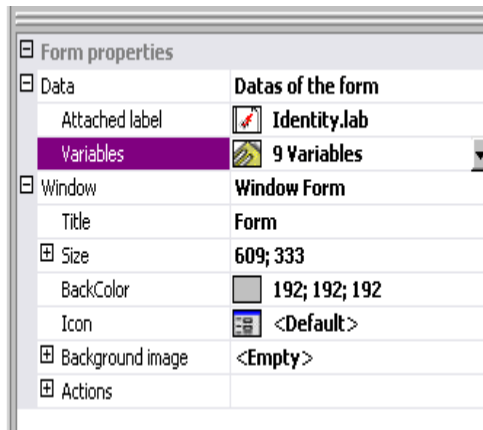 Form properties
Data Datas of the form
Attached label Identity.lab
Variables 9 Variables
Window Window Form
Title Form
Size 609; 333
BackColor 192; 192; 192
Icon <Default>
Background image <Empty>
Actions